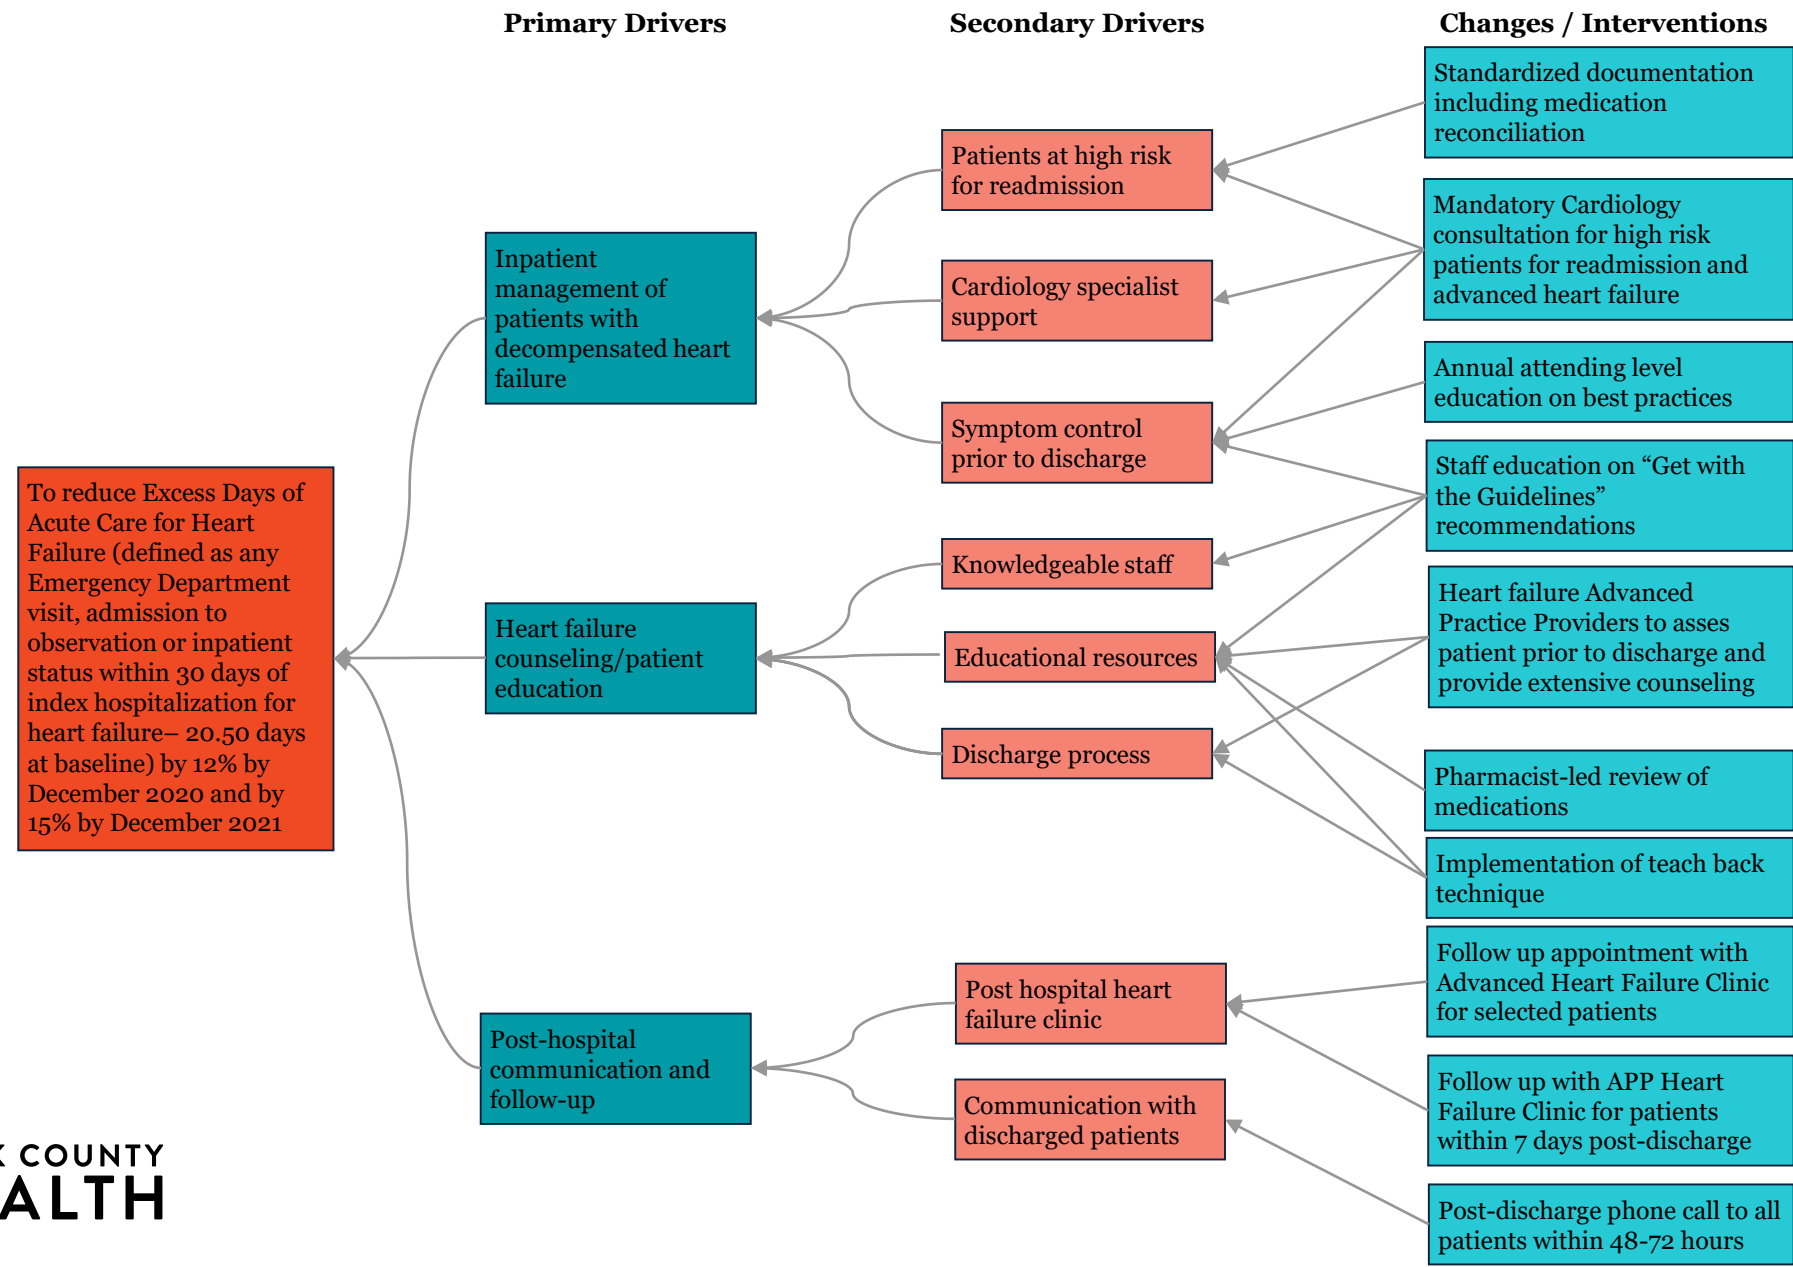 Primary Drivers
Secondary Drivers
Changes / Interventions
To reduce Excess Days of
Acute Care for Heart
Failure (defined as any
Emergency Department
visit, admission to
observation or inpatient
status within 30 days of
index hospitalization for
heart failure– 20.50 days
at baseline) by 12% by
December 2020 and by
15% by December 2021
Inpatient
management of
patients with
decompensated heart
failure
Heart failure
counseling/patient
education
Post-hospital
communication and
follow-up
Patients at high risk
for readmission
Cardiology specialist
support
Symptom control
prior to discharge
Knowledgeable staff
Educational resources
Discharge process
Post hospital heart
failure clinic
Communication with
discharged patients
Standardized documentation
including medication
reconciliation
Mandatory Cardiology
consultation for high risk
patients for readmission and
advanced heart failure
Annual attending level
education on best practices
Staff education on “Get with
the Guidelines”
recommendations
Heart failure Advanced
Practice Providers to asses
patient prior to discharge and
provide extensive counseling
Pharmacist-led review of
medications
Implementation of teach back
technique
Follow up appointment with
Advanced Heart Failure Clinic
for selected patients
Follow up with APP Heart
Failure Clinic for patients
within 7 days post-discharge
Post-discharge phone call to all
patients within 48-72 hours
K COUNTY
ALTH